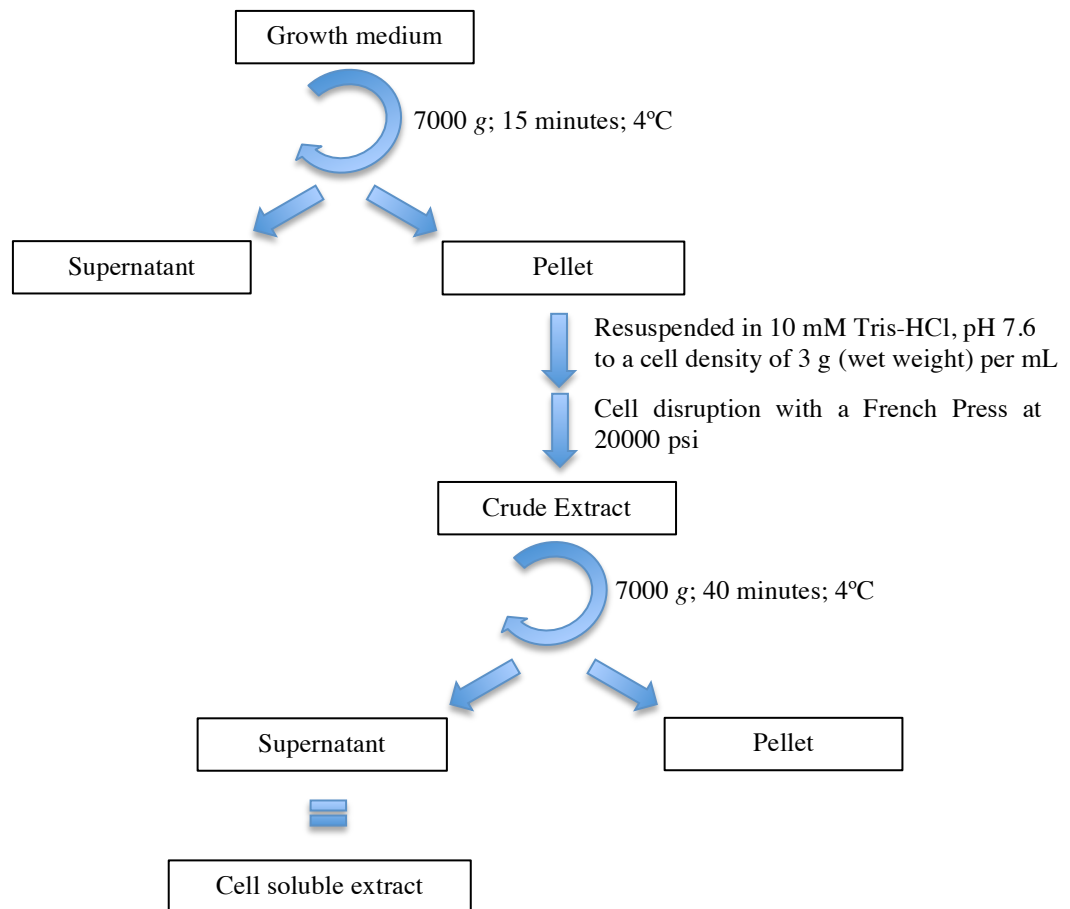 Growth medium
7000 g; 15 minutes; 4ºC
Supernatant
Pellet
Resuspended in 10 mM Tris-HCl, pH 7.6
to a cell density of 3 g (wet weight) per mL
Cell disruption with a French Press at
20000 psi
Crude Extract
7000 g; 40 minutes; 4ºC
Supernatant
Pellet
Cell soluble extract